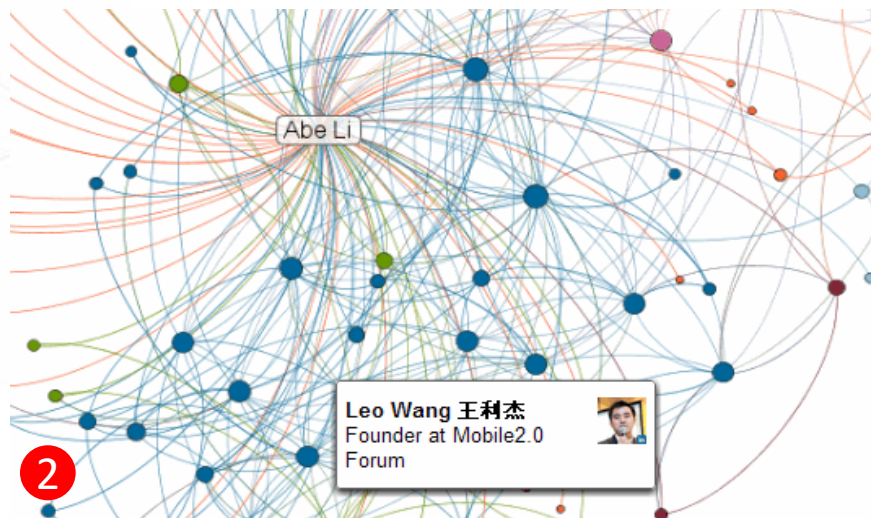 Abe Li
Leo Wang 王利杰
Founder at Mobile2.0
Forum
2